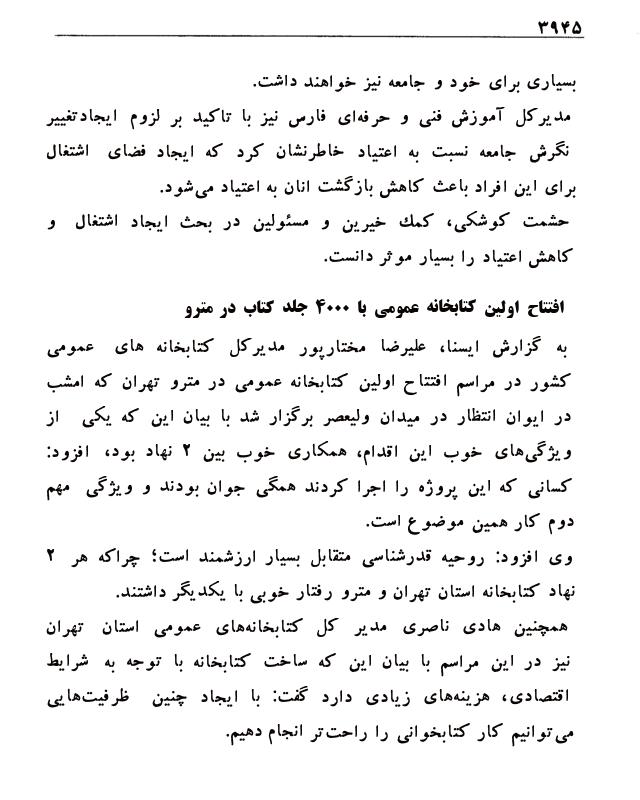 ۳۹۴۵
بسیاری برای خود و جامعه نیز خواهند داشت.
مدیرکل آموزش فنی و حرفه‌ای فارس نیز با تاکید بر لزوم ایجادتغییر
نگرش جامعه نسبت به اعتیاد خاطرنشان کرد که ایجاد فضای اشتغال
برای این افراد باعث کاهش بازگشت انان به اعتیاد می‌شود.
حشمت کوشکی، کمك خیرین و مسئولین در بحث ایجاد اشتغال و
کاهش اعتیاد را بسیار موثر دانست.
افتتاح اولین کتابخانه عمومی با ۴۰۰۰ جلد کتاب در مترو
به گزارش ایسنا، علیرضا مختارپور مدیرکل کتابخانه های عمومی
کشور در مراسم افتتاح اولین کتابخانه عمومی در مترو تهران که امشب
در ایوان انتظار در میدان ولیعصر برگزار شد با بیان این که یکی از
ویژگی‌های خوب این اقدام، همکاری خوب بین ۲ نهاد بود، افزود:
کسانی که این پروژه را اجرا کردند همگی جوان بودند و ویژگی مهم
دوم کار همین موضوع است.
وی افزود: روحیه قدرشناسی متقابل بسیار ارزشمند است؛ چراکه هر ۲
نهاد کتابخانه استان تهران و مترو رفتار خوبی با یکدیگر داشتند.
همچنین هادی ناصری مدیر کل کتابخانه‌های عمومی استان تهران
نیز در این مراسم با بیان این که ساخت کتابخانه با توجه به شرایط
اقتصادی، هزینه‌های زیادی دارد گفت: با ایجاد چنین ظرفیت‌هایی
می‌توانیم کار کتابخوانی را راحت‌تر انجام دهیم.